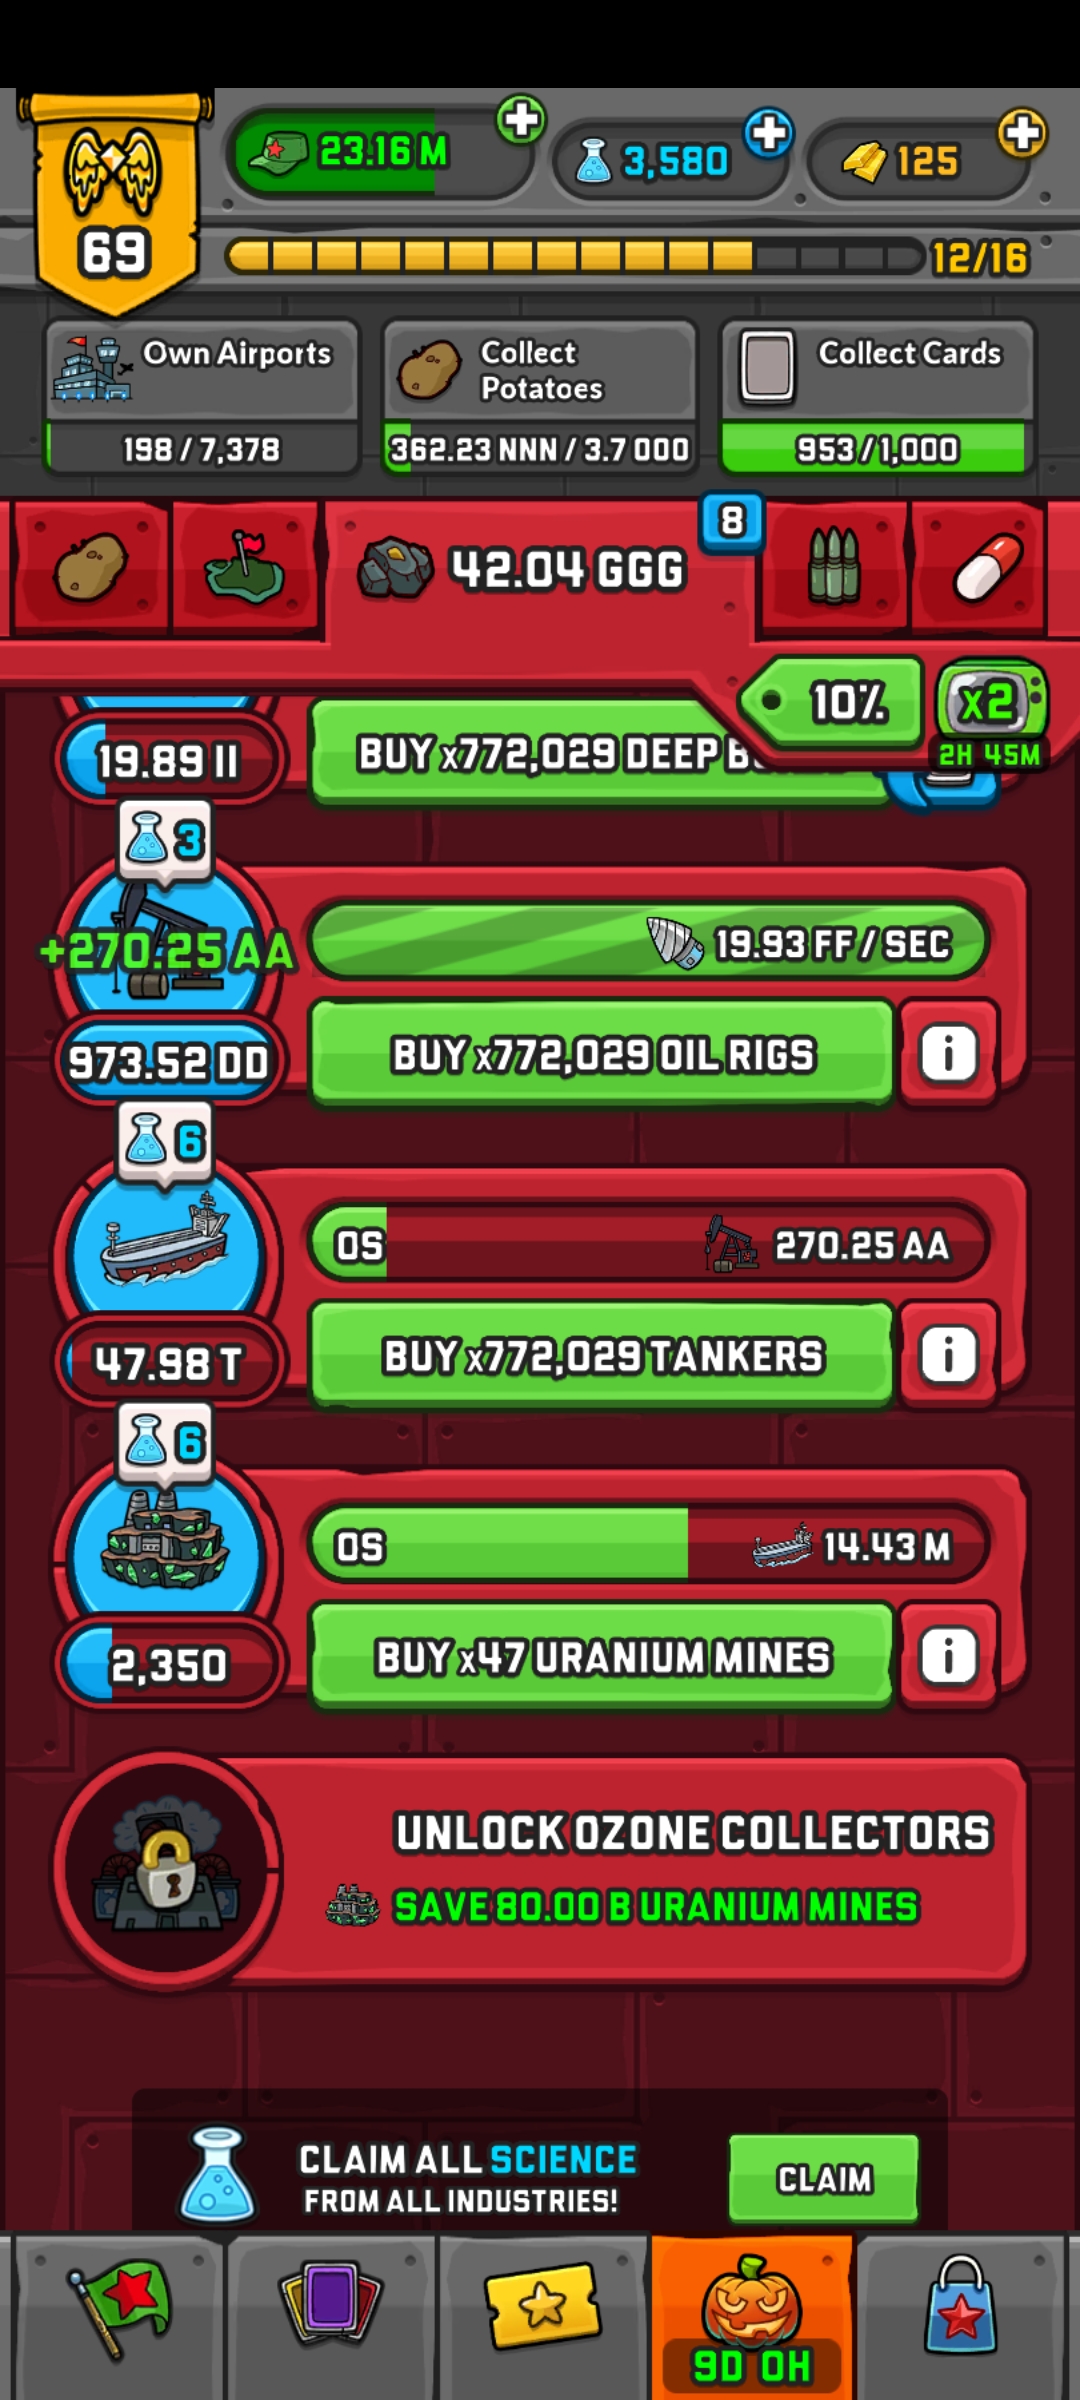 23.16 M
3,580
125
69
12/16
Own Airports
198 / 7,378
Collect
Potatoes
362.23 NNN / 3.7 000
Collect Cards
953 / 1,000
42.04 GGG
8
10%
x2
2H 45M
19.89 II
BUY x772,029 DEEP
3
+270.25 AA
19.93 FF / SEC
973.52 DD
BUY x772,029 OIL RIGS
i
6
0S
270.25 AA
47.98 T
BUY x772,029 TANKERS
i
6
0S
14.43 M
2,350
BUY x47 URANIUM MINES
i
UNLOCK OZONE COLLECTORS
SAVE 80.00 B URANIUM MINES
CLAIM ALL SCIENCE
FROM ALL INDUSTRIES!
CLAIM
9D 0H